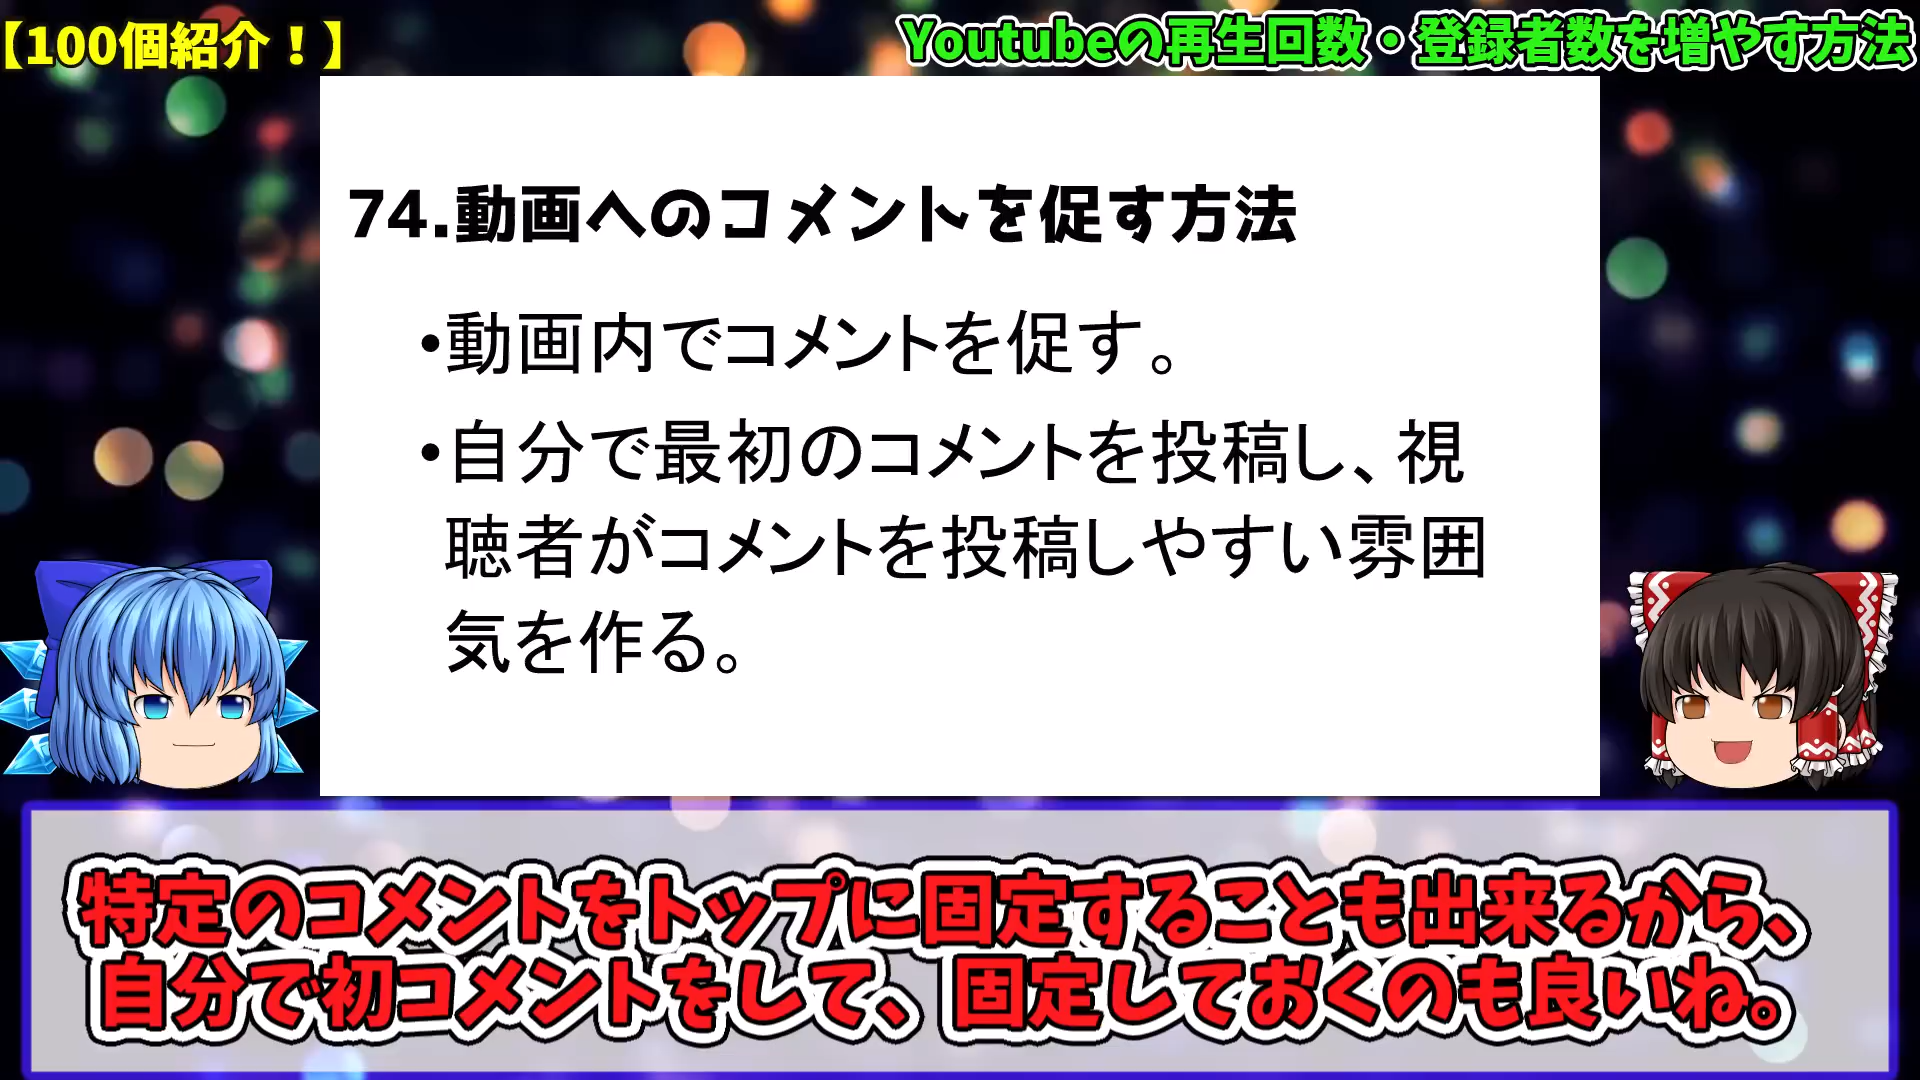 【100個紹介！】
Youtubeの再生回数・登録者数を増やす方法
74.動画へのコメントを促す方法
•動画内でコメントを促す。
•自分で最初のコメントを投稿し、視
聴者がコメントを投稿しやすい雰囲
気を作る。
特定のコメントをトップに固定することも出来るから、
自分で初コメントをして、固定しておくのも良いね。